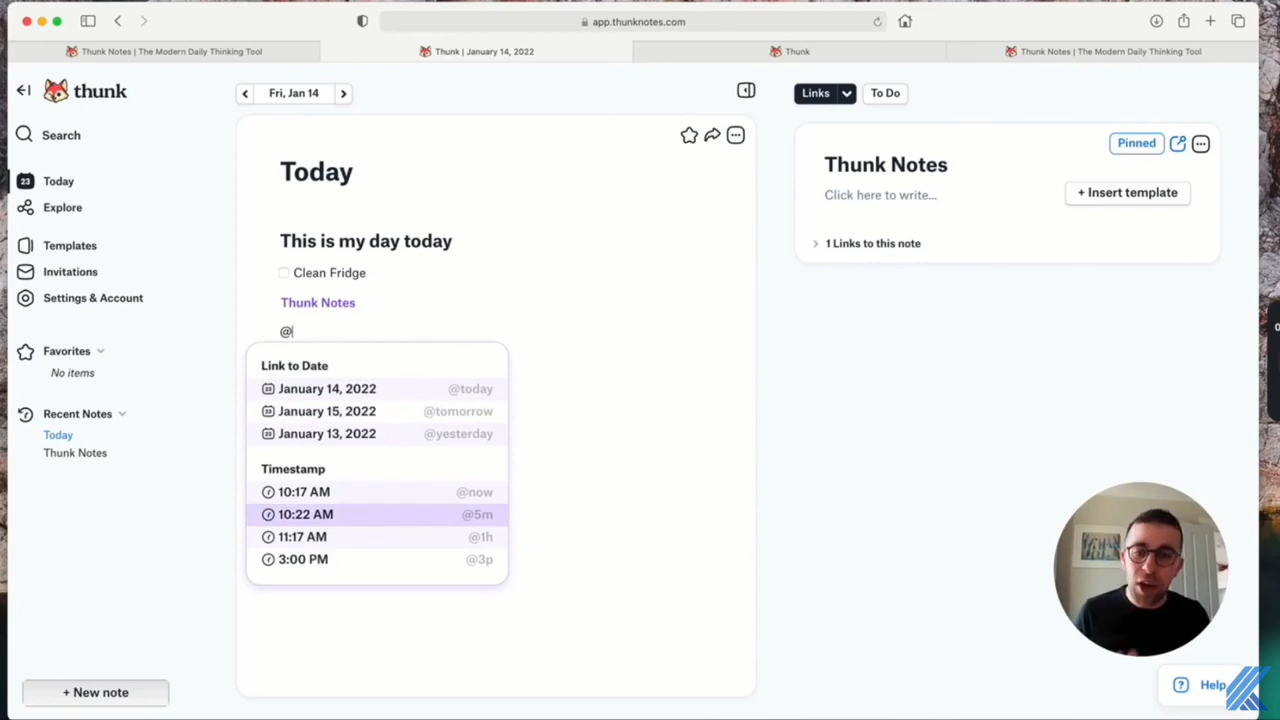 app.thunknotes.com
Thunk Notes | The Modern Daily Thinking Tool
Thunk | January 14, 2022
Thunk
Thunk Notes | The Modern Daily Thinking Tool
thunk
Search
23 Today
Explore
Templates
Invitations
Settings & Account
Favorites
No items
Recent Notes
Today
Thunk Notes
+ New note
Fri, Jan 14
Today
This is my day today
Clean Fridge
Thunk Notes
@
Link to Date
January 14, 2022 @today
January 15, 2022 @tomorrow
January 13, 2022 @yesterday
Timestamp
10:17 AM @now
10:22 AM @5m
11:17 AM @1h
3:00 PM @3p
Links
To Do
Pinned
Thunk Notes
Click here to write...
+ Insert template
1 Links to this note
? Help